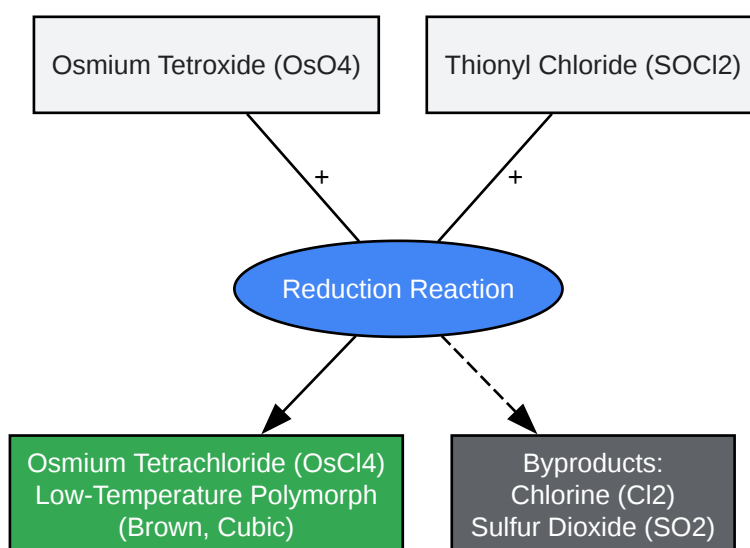 Osmium Tetroxide (OsO4)
Thionyl Chloride (SOCl2)
+
+
Reduction Reaction
Osmium Tetrachloride (OsCl4)
Low-Temperature Polymorph
(Brown, Cubic)
Byproducts:
Chlorine (Cl2)
Sulfur Dioxide (SO2)